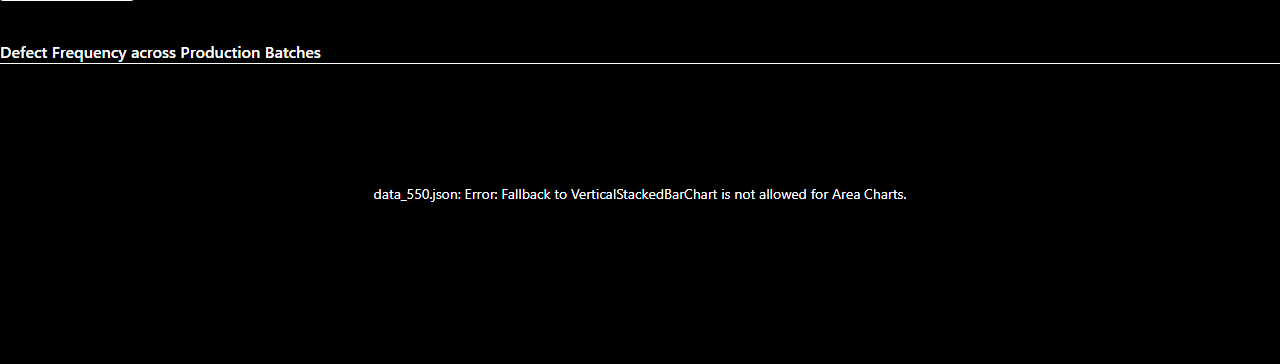 Defect Frequency across Production Batches
data_550.json: Error: Fallback to VerticalStackedBarChart is not allowed for Area Charts.